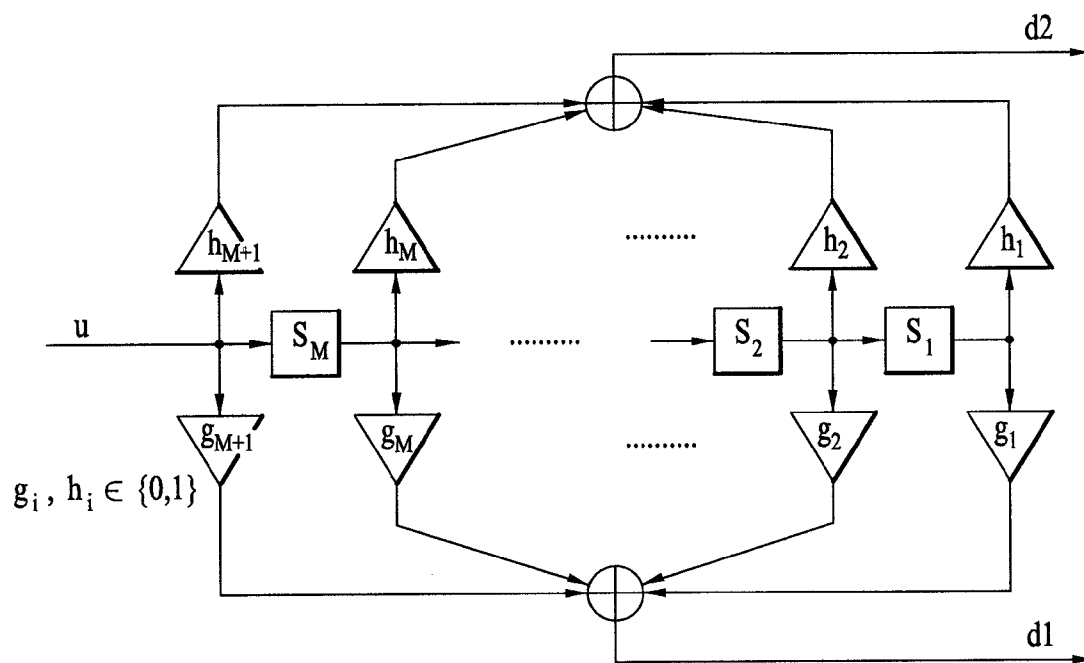 d2
h_{M+1} h_M ......... h_2 h_1
u S_M ......... S_2 S_1
g_{M+1} g_M ......... g_2 g_1
g_i , h_i ∈ {0,1}
d1